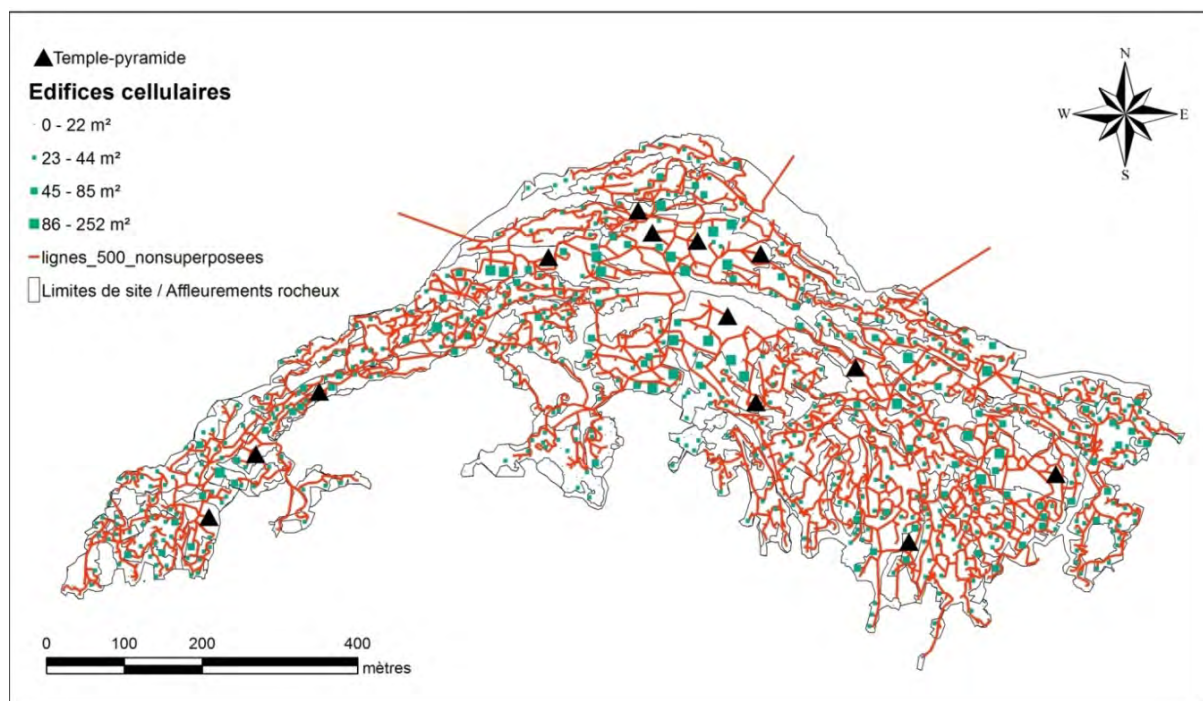 Temple-pyramide
Edifices cellulaires
0 - 22 m²
23 - 44 m²
45 - 85 m²
86 - 252 m²
lignes_500_nonsuperposees
Limites de site / Affleurements rocheux
N
W E
S
0 100 200 400
mètres